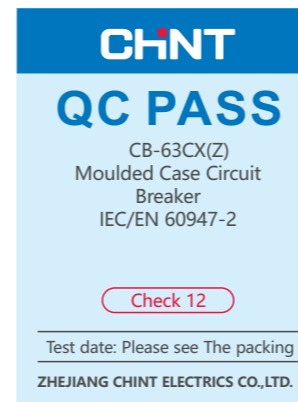 CHNT
QC PASS
CB-63CX(Z)
Moulded Case Circuit
Breaker
IEC/EN 60947-2
Check 12
Test date: Please see The packing
ZHEJIANG CHINT ELECTRICS CO.,LTD.